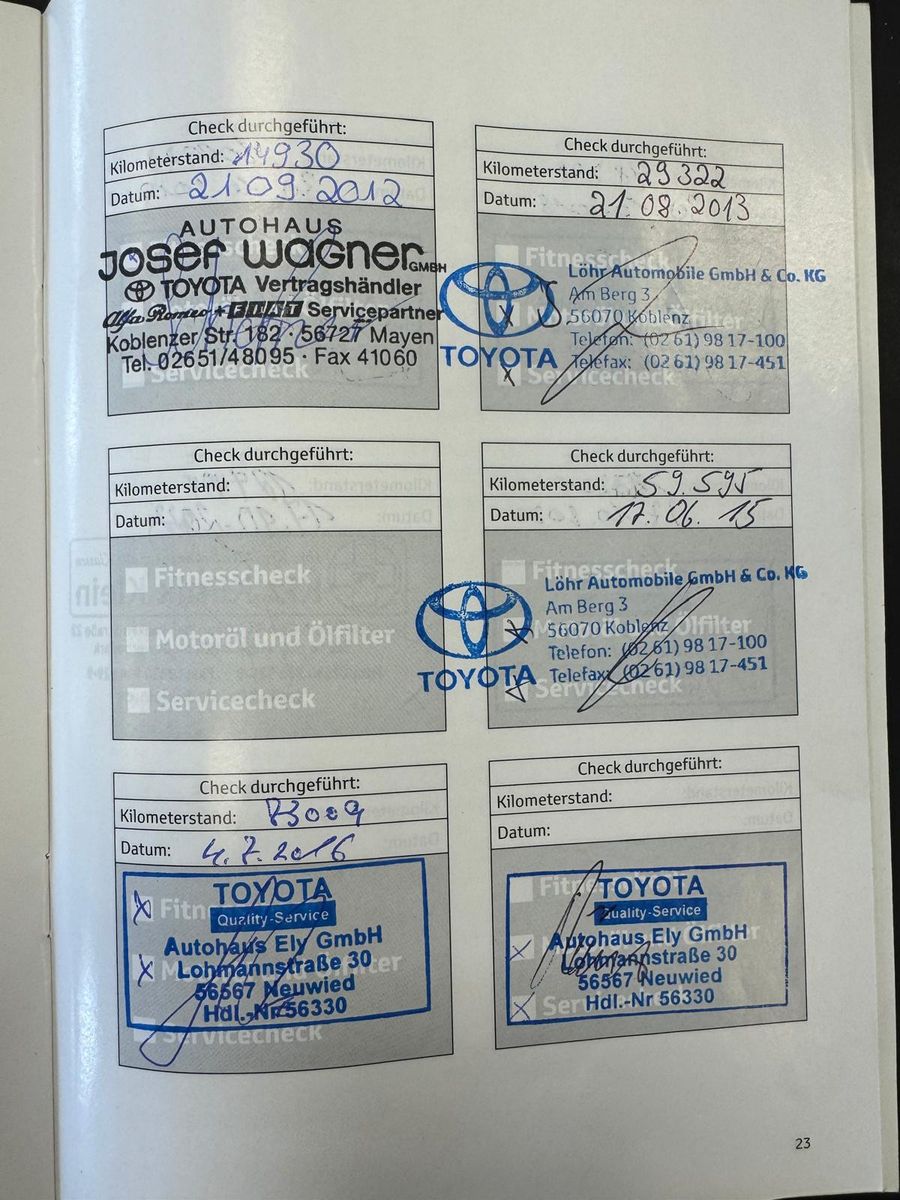 Check durchgeführt:
Kilometerstand: 14930
Datum: 21.09.2012
AUTOHAUS
Josef Wagner GMBH
TOYOTA Vertragshändler
Alfa Romeo + FIAT Servicepartner
Koblenzer Str. 182 · 56727 Mayen
Tel. 02651/48095 · Fax 41060
Servicecheck
Check durchgeführt:
Kilometerstand: 29322
Datum: 21.08.2013
Fitnesscheck
Löhr Automobile GmbH & Co. KG
Am Berg 3
56070 Koblenz
Telefon: (02 61) 98 17-100
Telefax: (02 61) 98 17-451
TOYOTA
Servicecheck
Check durchgeführt:
Kilometerstand:
Datum:
Fitnesscheck
Motoröl und Ölfilter
Servicecheck
Check durchgeführt:
Kilometerstand: 59.595
Datum: 17.06.15
Fitnesscheck
Löhr Automobile GmbH & Co. KG
Am Berg 3
56070 Koblenz
Ölfilter
Telefon: (02 61) 98 17-100
Telefax: (02 61) 98 17-451
TOYOTA
Servicecheck
Check durchgeführt:
Kilometerstand: 73009
Datum: 4.7.2016
TOYOTA
Quality-Service
Autohaus Ely GmbH
Lohmannstraße 30
56567 Neuwied
Hdl.-Nr 56330
Servicecheck
Check durchgeführt:
Kilometerstand:
Datum:
TOYOTA
Quality-Service
Autohaus Ely GmbH
Lohmannstraße 30
56567 Neuwied
Hdl.-Nr 56330
23